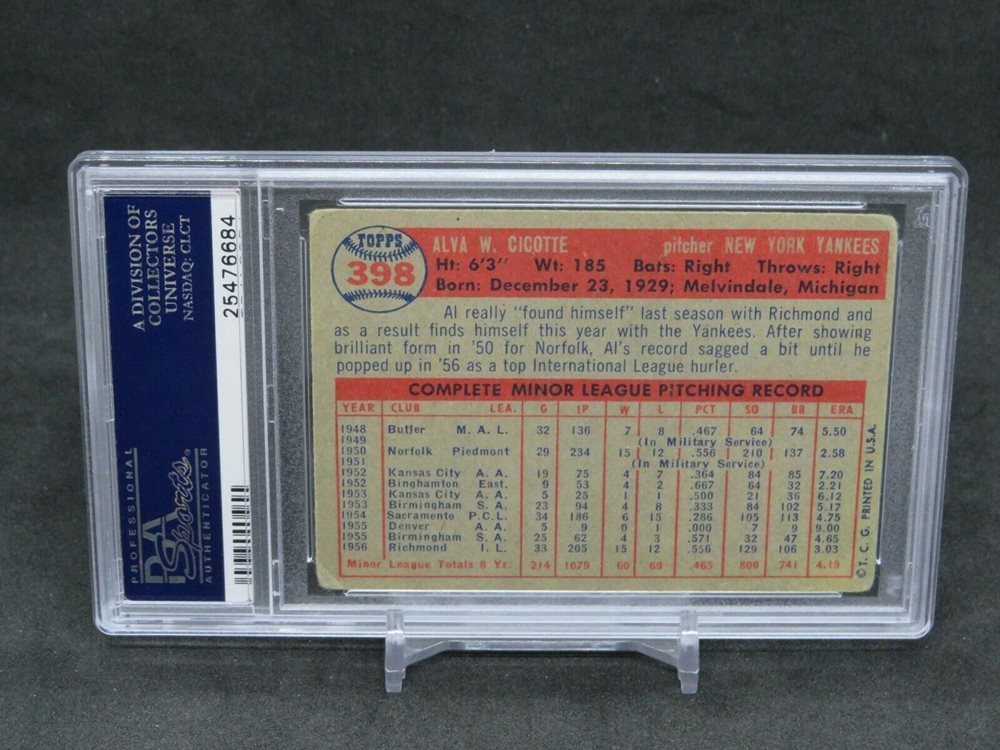 A DIVISION OF
COLLECTORS
UNIVERSE
NASDAQ: CLCT
25476684
PROFESSIONAL
PSA
Sports
AUTHENTICATOR
TOPPS
398
ALVA W. CICOTTE pitcher NEW YORK YANKEES
Ht: 6'3" Wt: 185 Bats: Right Throws: Right
Born: December 23, 1929; Melvindale, Michigan
Al really "found himself" last season with Richmond and
as a result finds himself this year with the Yankees. After showing
brilliant form in '50 for Norfolk, Al's record sagged a bit until he
popped up in '56 as a top International League hurler.
COMPLETE MINOR LEAGUE PITCHING RECORD
YEAR CLUB LEA. G IP W L PCT SO BB ERA
1948 Butler M. A. L. 32 136 7 8 .467 64 74 5.50
1949 (In Military Service)
1950 Norfolk Piedmont 29 234 15 12 .556 210 137 2.58
1951 (In Military Service)
1952 Kansas City A. A. 19 75 4 7 .364 84 85 7.20
1952 Binghamton East. 9 53 4 2 .667 64 32 2.21
1953 Kansas City A. A. 5 25 1 1 .500 21 36 6.12
1953 Birmingham S. A. 23 94 4 8 .333 84 102 5.17
1954 Sacramento P.C.L. 34 186 6 15 .286 105 113 4.75
1955 Denver A. A. 5 9 0 1 .000 7 9 9.00
1955 Birmingham S. A. 25 62 4 3 .571 32 47 4.65
1956 Richmond I. L. 33 205 15 12 .556 129 106 3.03
Minor League Totals 8 Yr. 214 1079 60 69 .465 800 741 4.19
© T. C. G. PRINTED IN U.S.A.